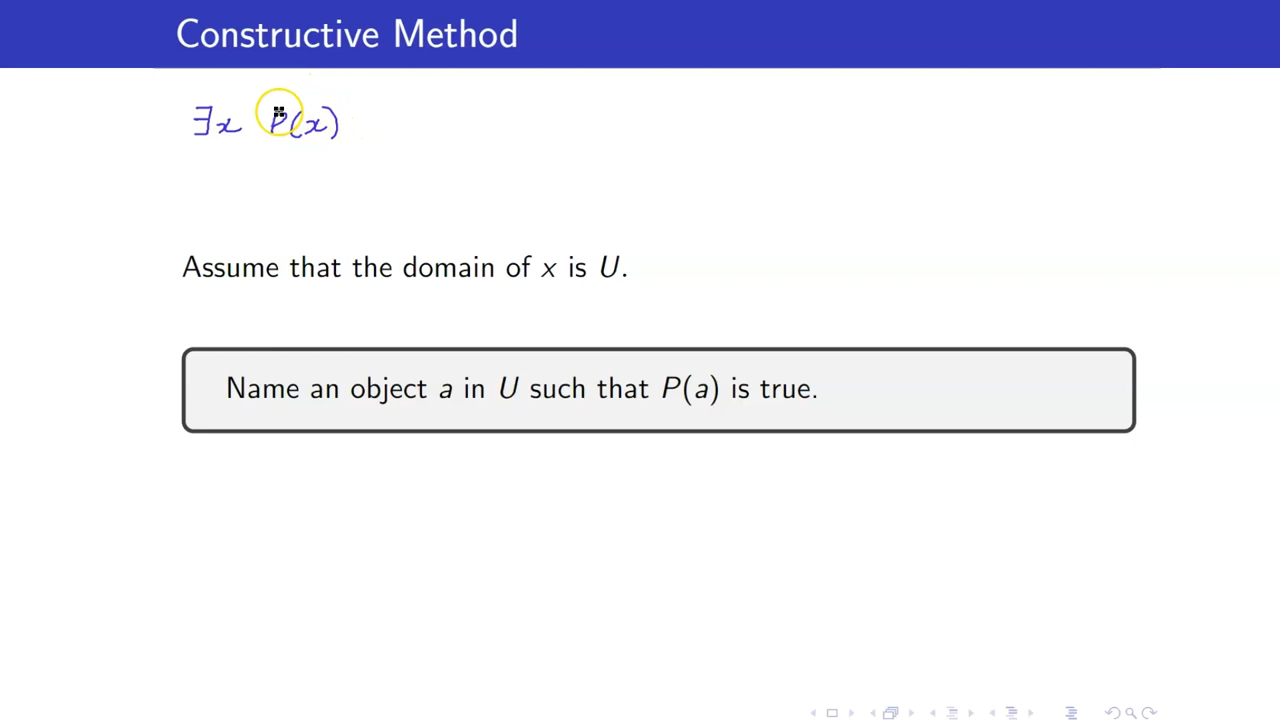 Constructive Method
∃x P(x)
Assume that the domain of x is U.
Name an object a in U such that P(a) is true.